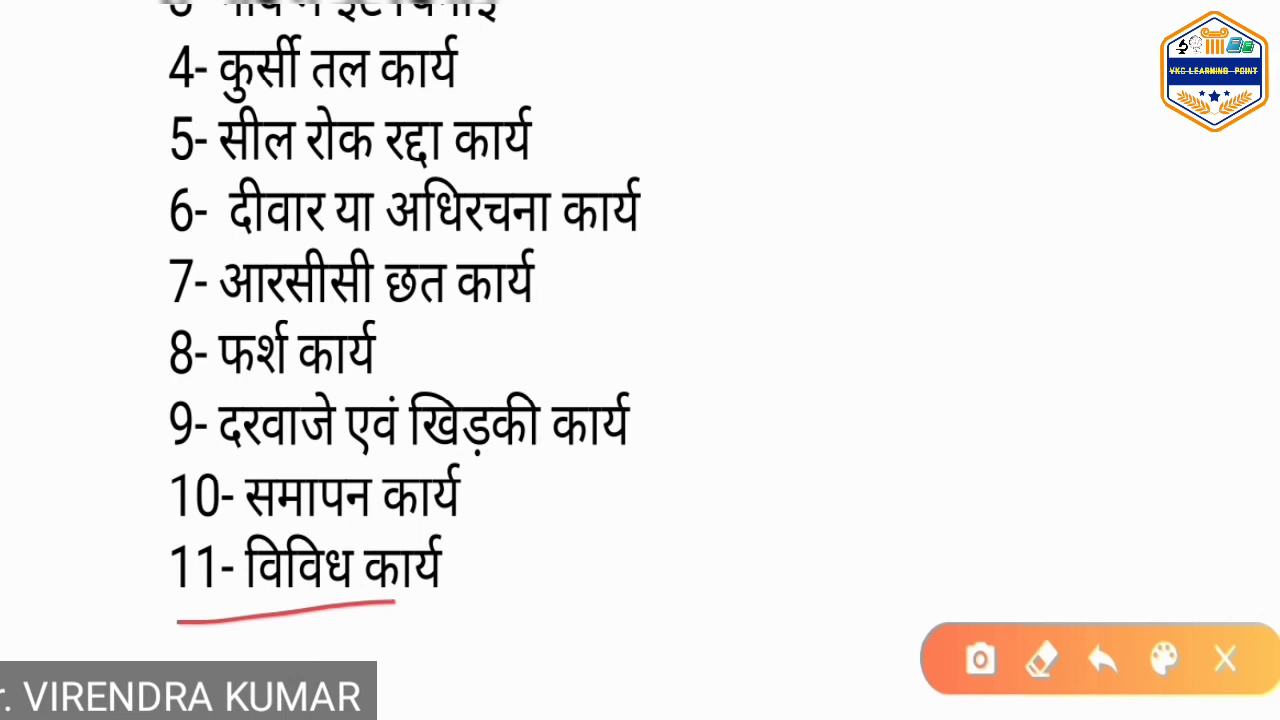 VKC LEARNING POINT
4- कुर्सी तल कार्य
5- सील रोक रद्दा कार्य
6- दीवार या अधिरचना कार्य
7- आरसीसी छत कार्य
8- फर्श कार्य
9- दरवाजे एवं खिड़की कार्य
10- समापन कार्य
11- विविध कार्य
r. VIRENDRA KUMAR